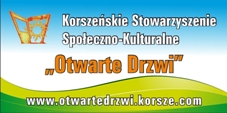 Korszeńskie Stowarzyszenie
Społeczno-Kulturalne
„Otwarte Drzwi"
www.otwartedrzwi.korsze.com